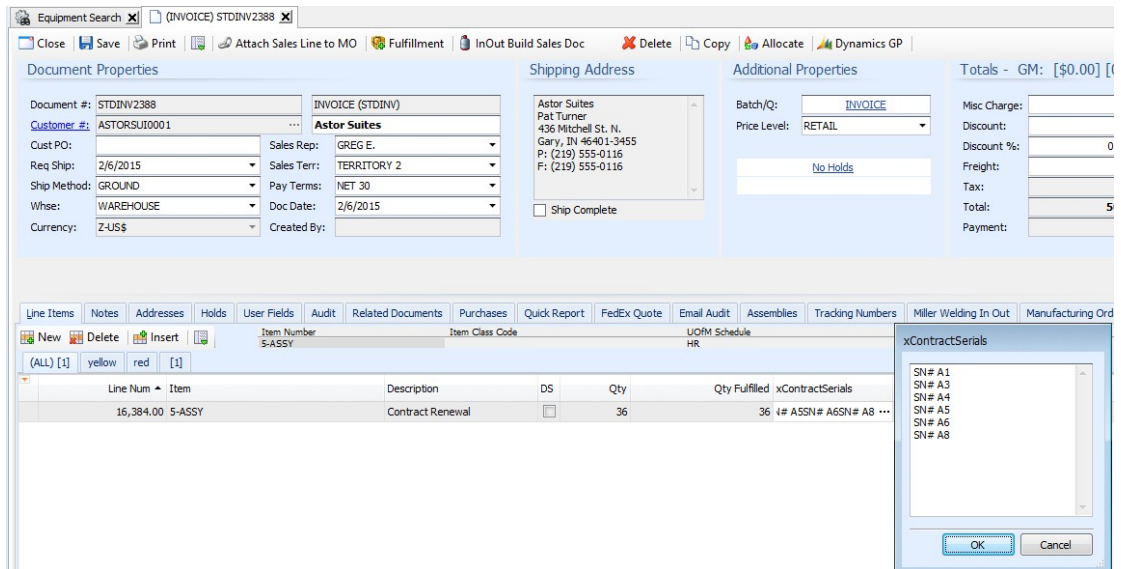 Equipment Search (INVOICE) STDINV2388
Close Save Print Attach Sales Line to MO Fulfillment InOut Build Sales Doc Delete Copy Allocate Dynamics GP
Document Properties Shipping Address Additional Properties Totals - GM: [$0.00]
Document #: STDINV2388 INVOICE (STDINV) Astor Suites Batch/Q: INVOICE Misc Charge:
Customer #: ASTORSUI0001 ... Astor Suites Pat Turner Price Level: RETAIL Discount:
436 Mitchell St. N.
Cust PO: Sales Rep: GREG E. Gary, IN 46401-3455 Discount %: 0
P: (219) 555-0116
Req Ship: 2/6/2015 Sales Terr: TERRITORY 2 F: (219) 555-0116 No Holds Freight:
Ship Method: GROUND Pay Terms: NET 30 Tax:
Whse: WAREHOUSE Doc Date: 2/6/2015 Ship Complete Total:
Currency: Z-US$ Created By: Payment:
Line Items Notes Addresses Holds User Fields Audit Related Documents Purchases Quick Report FedEx Quote Email Audit Assemblies Tracking Numbers Miller Welding In Out Manufacturing Ord
New Delete Insert Item Number Item Class Code UOfM Schedule
5-ASSY HR
(ALL) [1] yellow red [1]
Line Num Item Description DS Qty Qty Fulfilled xContractSerials
16,384.00 5-ASSY Contract Renewal 36 36 # A5SN# A6SN# A8 ...
xContractSerials
SN# A1
SN# A3
SN# A4
SN# A5
SN# A6
SN# A8
OK Cancel